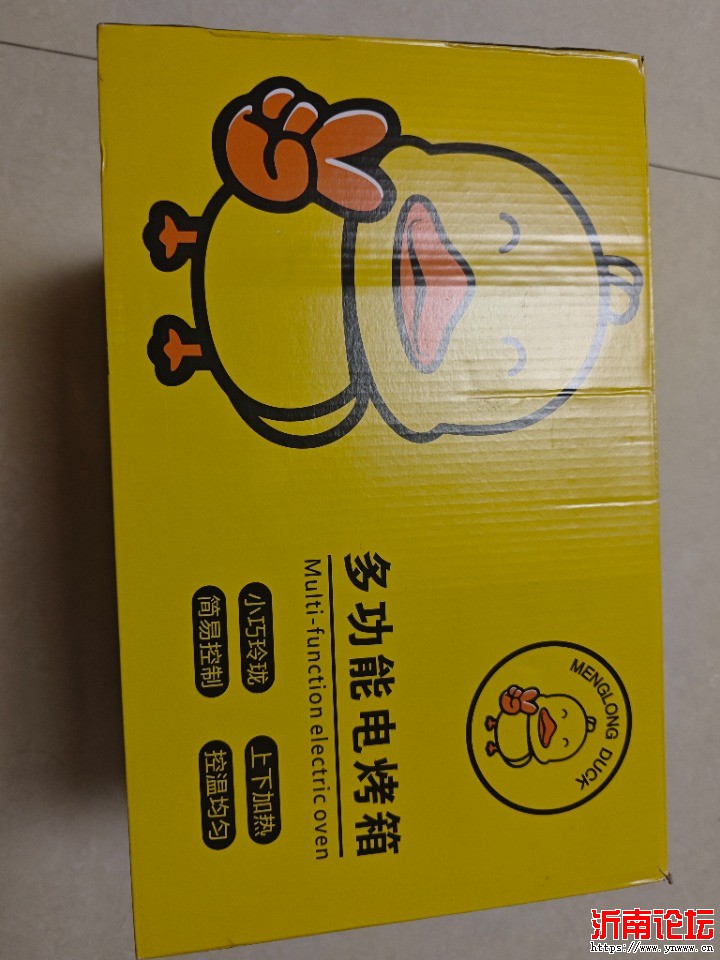 MENGLONG DUCK
多功能电烤箱
Multi-function electric oven
小巧玲珑
上下加热
简易控制
控温均匀
沂南论坛
https://www.ynwww.cn